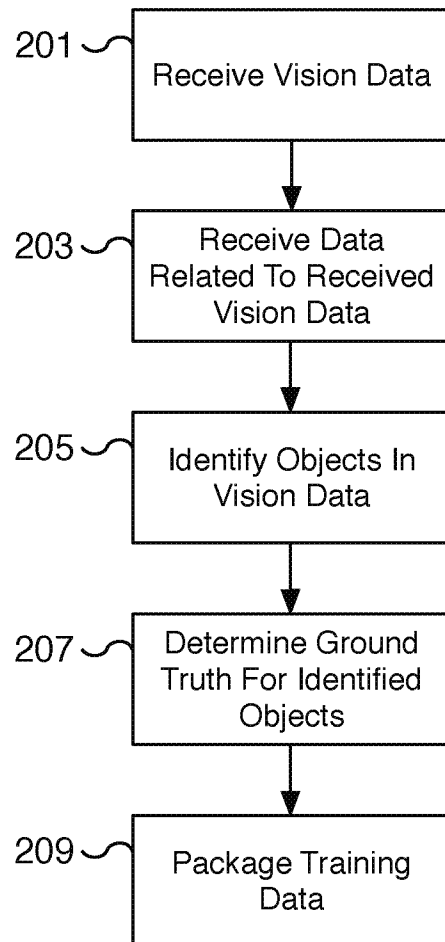 201
Receive Vision Data
203
Receive Data
Related To Received
Vision Data
205
Identify Objects In
Vision Data
207
Determine Ground
Truth For Identified
Objects
209
Package Training
Data